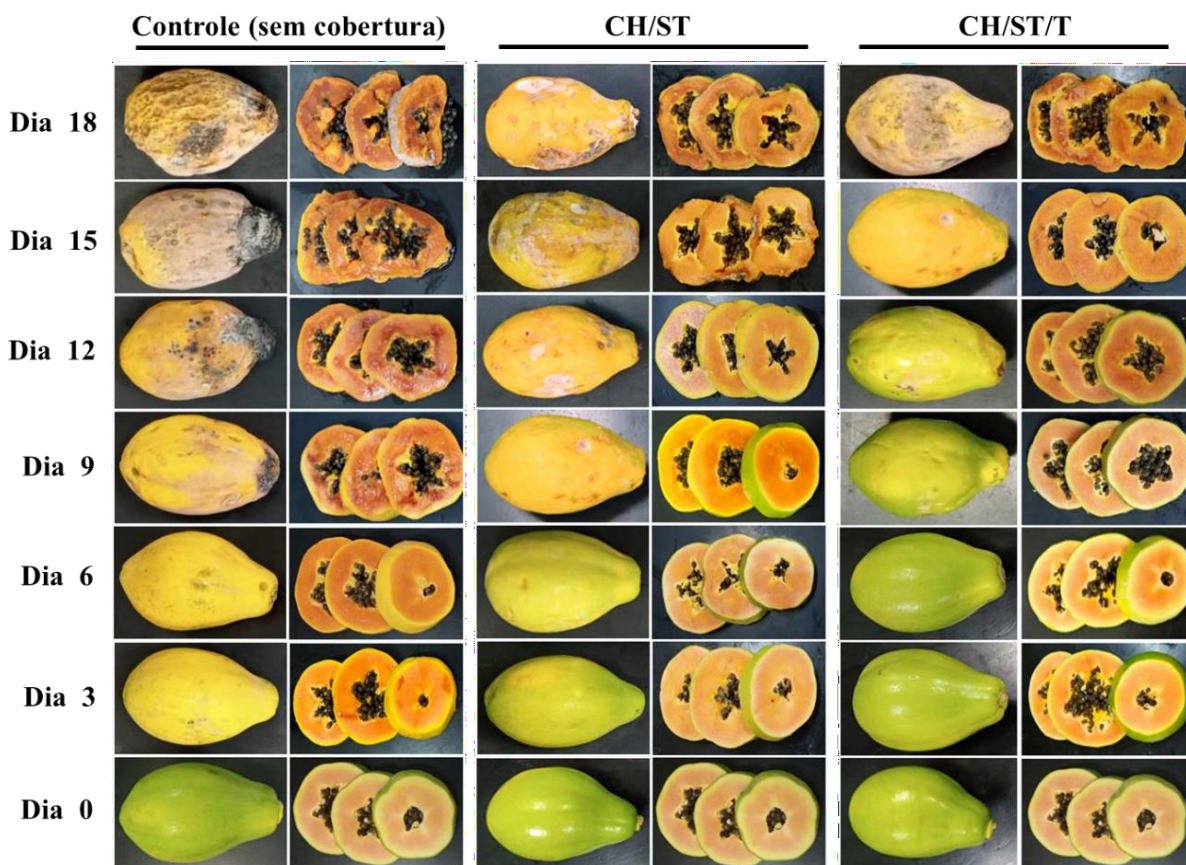 Controle (sem cobertura) CH/ST CH/ST/T
Dia 18
Dia 15
Dia 12
Dia 9
Dia 6
Dia 3
Dia 0